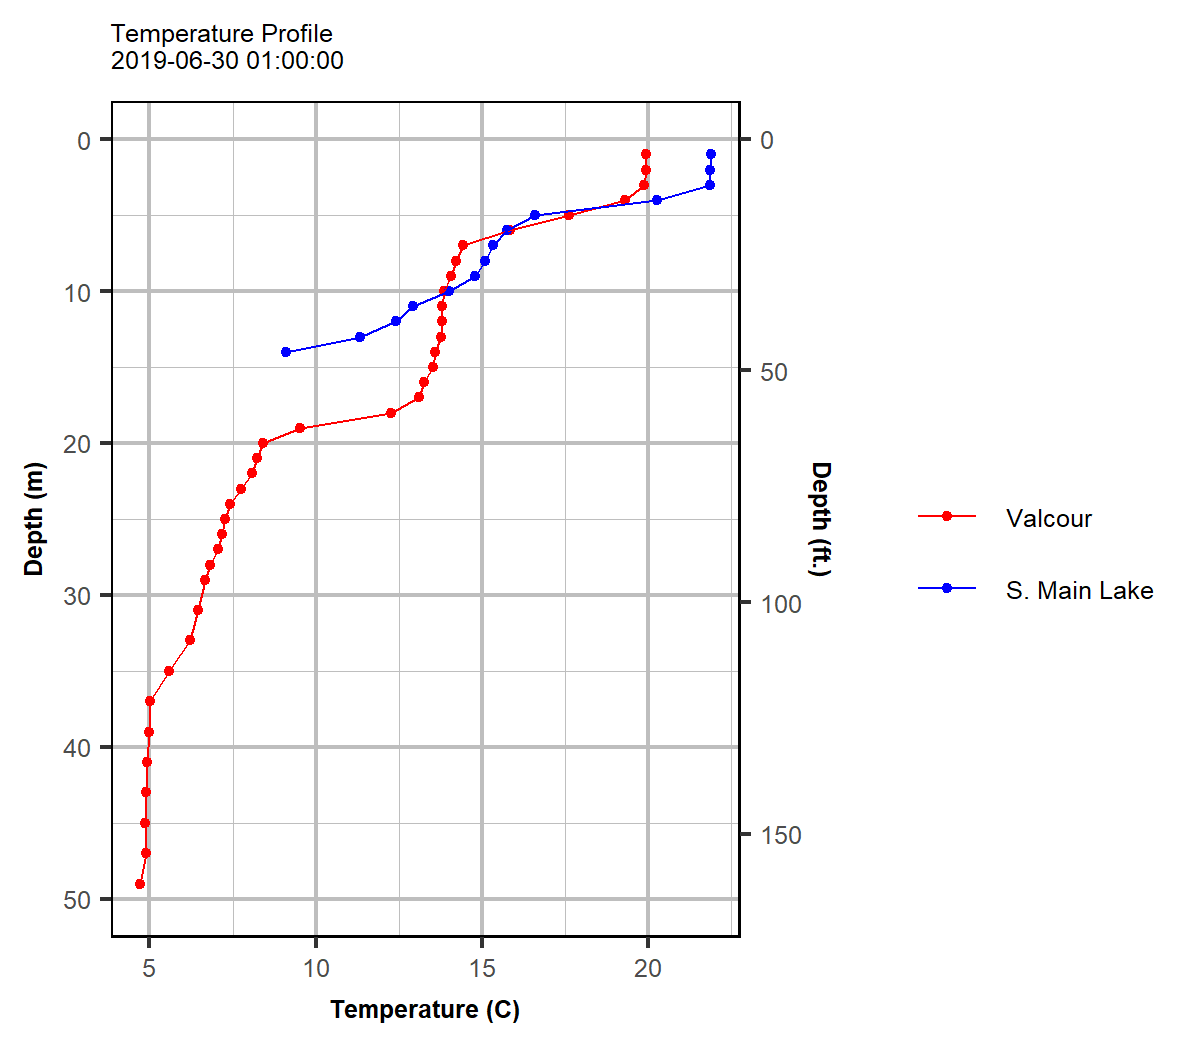 Temperature Profile
2019-06-30 01:00:00
0
10
20
30
40
50
Depth (m)
0
50
100
150
Depth (ft.)
5 10 15 20
Temperature (C)
Valcour
S. Main Lake